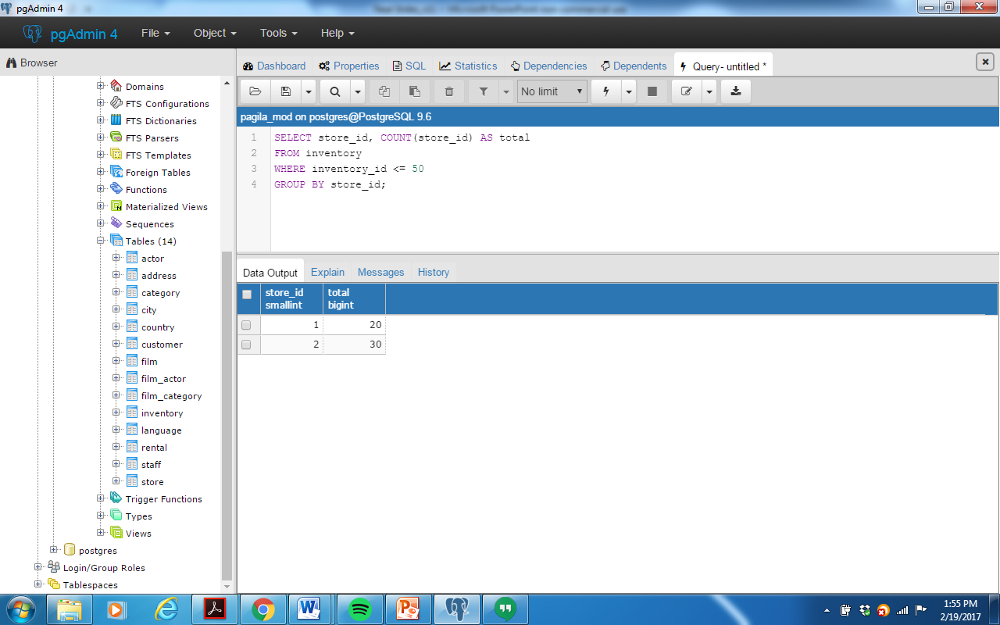 pgAdmin 4
pgAdmin 4 File Object Tools Help
Browser
Dashboard Properties SQL Statistics Dependencies Dependents Query- untitled *
No limit
pagila_mod on postgres@PostgreSQL 9.6
1 SELECT store_id, COUNT(store_id) AS total
2 FROM inventory
3 WHERE inventory_id <= 50
4 GROUP BY store_id;
Data Output Explain Messages History
store_id smallint
total bigint
1 20
2 30
Domains
FTS Configurations
FTS Dictionaries
FTS Parsers
FTS Templates
Foreign Tables
Functions
Materialized Views
Sequences
Tables (14)
actor
address
category
city
country
customer
film
film_actor
film_category
inventory
language
rental
staff
store
Trigger Functions
Types
Views
postgres
Login/Group Roles
Tablespaces
1:55 PM
2/19/2017